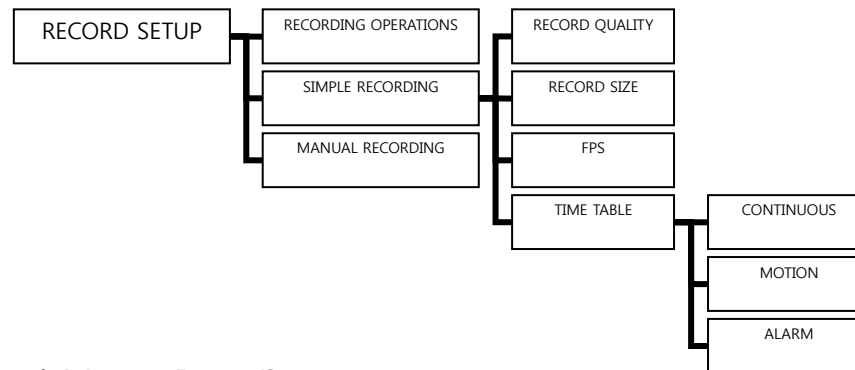 RECORD SETUP
RECORDING OPERATIONS
SIMPLE RECORDING
MANUAL RECORDING
RECORD QUALITY
RECORD SIZE
FPS
TIME TABLE
CONTINUOUS
MOTION
ALARM